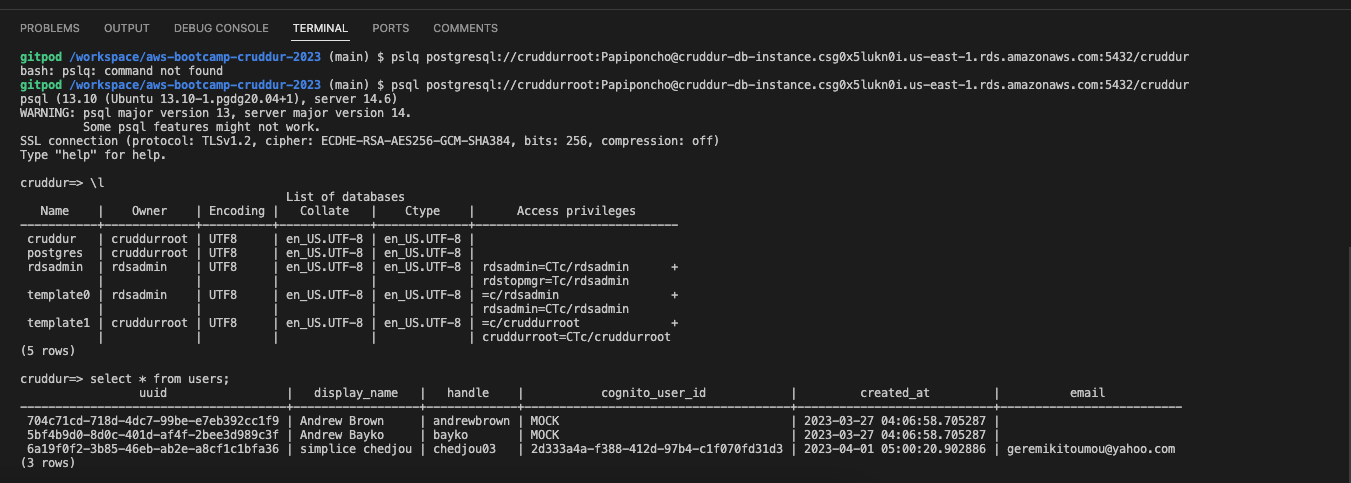 PROBLEMS OUTPUT DEBUG CONSOLE TERMINAL PORTS COMMENTS
gitpod /workspace/aws-bootcamp-cruddur-2023 (main) $ pslq postgresql://cruddurroot:Papiponcho@cruddur-db-instance.csg0x5lukn0i.us-east-1.rds.amazonaws.com:5432/cruddur
bash: pslq: command not found
gitpod /workspace/aws-bootcamp-cruddur-2023 (main) $ psql postgresql://cruddurroot:Papiponcho@cruddur-db-instance.csg0x5lukn0i.us-east-1.rds.amazonaws.com:5432/cruddur
psql (13.10 (Ubuntu 13.10-1.pgdg20.04+1), server 14.6)
WARNING: psql major version 13, server major version 14.
         Some psql features might not work.
SSL connection (protocol: TLSv1.2, cipher: ECDHE-RSA-AES256-GCM-SHA384, bits: 256, compression: off)
Type "help" for help.

cruddur=> \l
                                      List of databases
   Name    |    Owner    | Encoding |   Collate   |    Ctype    |      Access privileges
-----------+-------------+----------+-------------+-------------+-----------------------------
 cruddur   | cruddurroot | UTF8     | en_US.UTF-8 | en_US.UTF-8 |
 postgres  | cruddurroot | UTF8     | en_US.UTF-8 | en_US.UTF-8 |
 rdsadmin  | rdsadmin    | UTF8     | en_US.UTF-8 | en_US.UTF-8 | rdsadmin=CTc/rdsadmin      +
           |             |          |             |             | rdstopmgr=Tc/rdsadmin
 template0 | rdsadmin    | UTF8     | en_US.UTF-8 | en_US.UTF-8 | =c/rdsadmin                +
           |             |          |             |             | rdsadmin=CTc/rdsadmin
 template1 | cruddurroot | UTF8     | en_US.UTF-8 | en_US.UTF-8 | =c/cruddurroot             +
           |             |          |             |             | cruddurroot=CTc/cruddurroot
(5 rows)

cruddur=> select * from users;
                 uuid                 |   display_name   |   handle    |           cognito_user_id            |         created_at         |          email
--------------------------------------+------------------+-------------+--------------------------------------+----------------------------+-------------------------
 704c71cd-718d-4dc7-99be-e7eb392cc1f9 | Andrew Brown     | andrewbrown | MOCK                                 | 2023-03-27 04:06:58.705287 |
 5bf4b9d0-8d0c-401d-af4f-2bee3d989c3f | Andrew Bayko     | bayko       | MOCK                                 | 2023-03-27 04:06:58.705287 |
 6a19f0f2-3b85-46eb-ab2e-a8cf1c1bfa36 | simplice chedjou | chedjou03   | 2d333a4a-f388-412d-97b4-c1f070fd31d3 | 2023-04-01 05:00:20.902886 | geremikitoumou@yahoo.com
(3 rows)